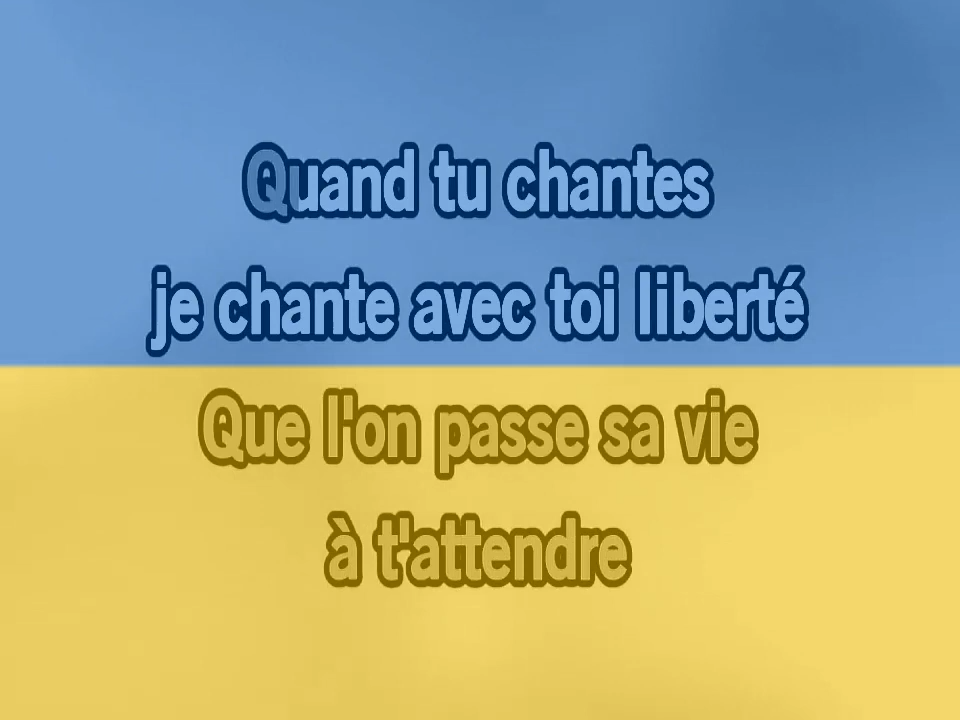 Quand tu chantes
je chante avec toi liberté
Que l'on passe sa vie
à t'attendre